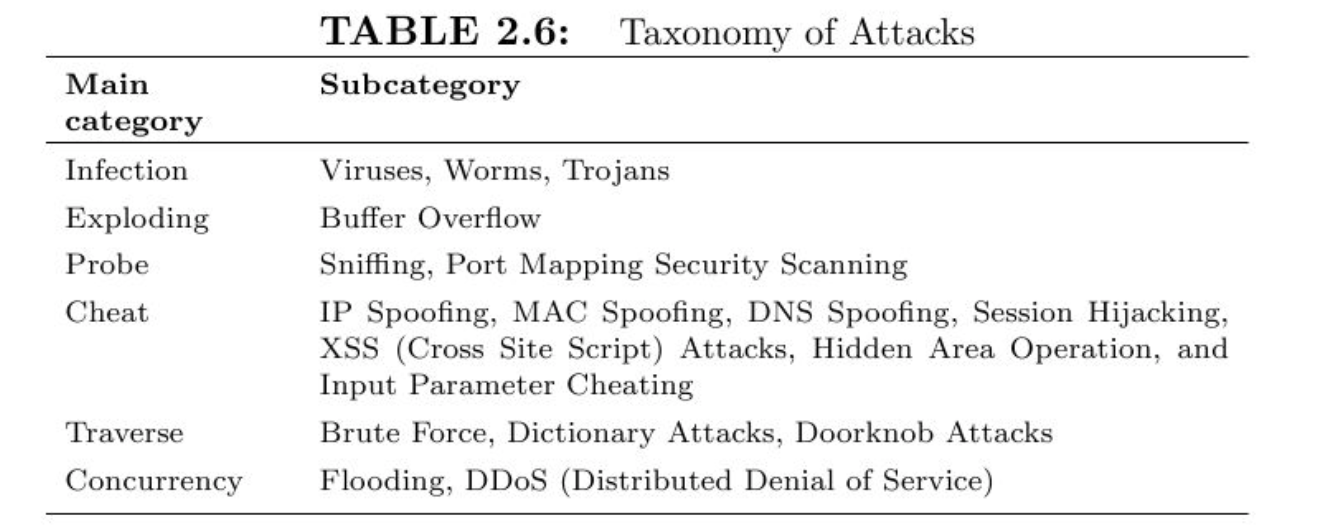 TABLE 2.6: Taxonomy of Attacks
Main category Subcategory
Infection Viruses, Worms, Trojans
Exploding Buffer Overflow
Probe Sniffing, Port Mapping Security Scanning
Cheat IP Spoofing, MAC Spoofing, DNS Spoofing, Session Hijacking,
XSS (Cross Site Script) Attacks, Hidden Area Operation, and
Input Parameter Cheating
Traverse Brute Force, Dictionary Attacks, Doorknob Attacks
Concurrency Flooding, DDoS (Distributed Denial of Service)